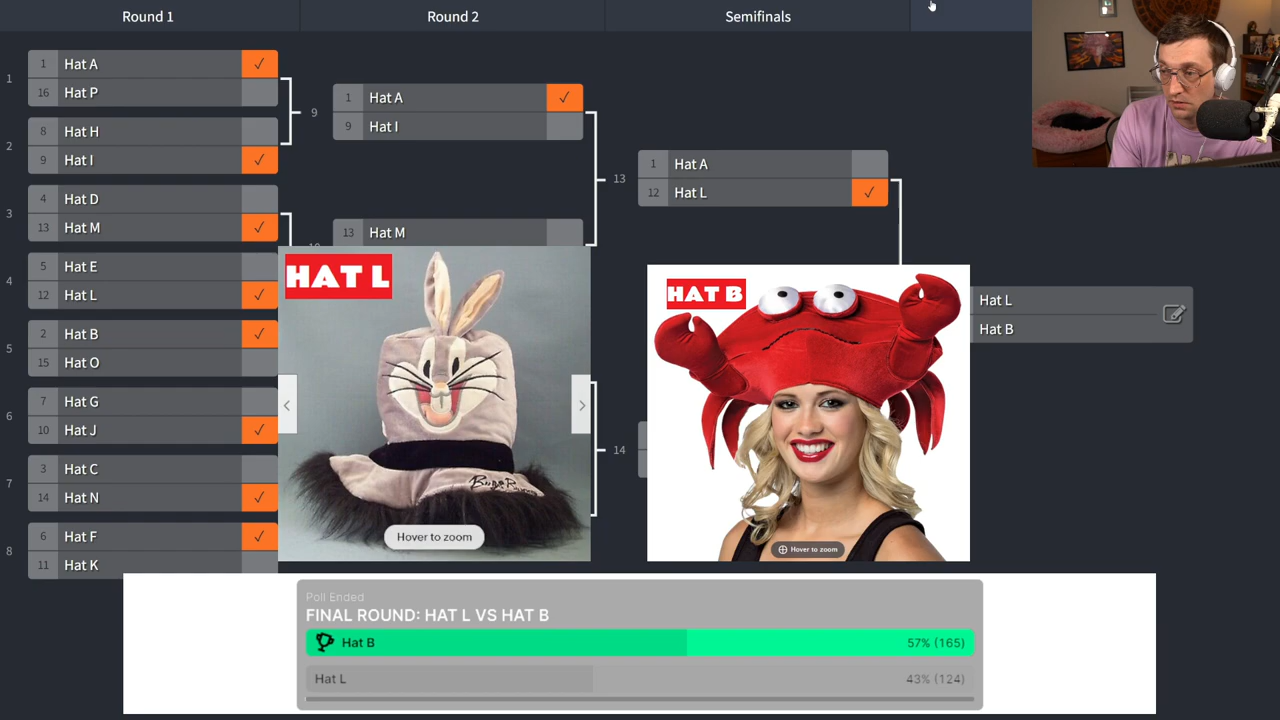 Round 1
Round 2
Semifinals
1
1 Hat A ✓
16 Hat P
2
8 Hat H
9 Hat I ✓
3
4 Hat D
13 Hat M ✓
4
5 Hat E
12 Hat L ✓
5
2 Hat B ✓
15 Hat O
6
7 Hat G
10 Hat J ✓
7
3 Hat C
14 Hat N ✓
8
6 Hat F ✓
11 Hat K
9
1 Hat A ✓
9 Hat I
13 Hat M
13
1 Hat A
12 Hat L ✓
14
Hat L
Hat B
HAT L
Hover to zoom
HAT B
Hover to zoom
Poll Ended
FINAL ROUND: HAT L VS HAT B
Hat B 57% (165)
Hat L 43% (124)